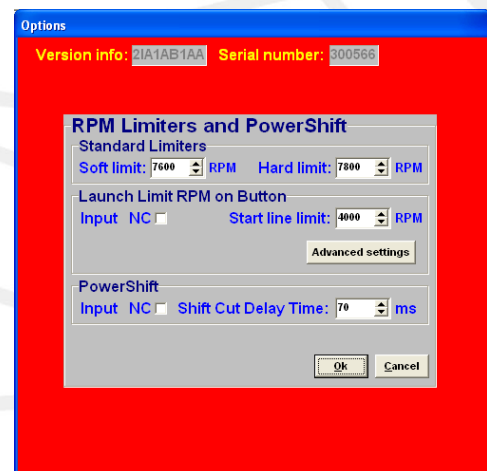 Options
Version info: 2IA1AB1AA Serial number: 300566
RPM Limiters and PowerShift
Standard Limiters
Soft limit: 7600 RPM Hard limit: 7800 RPM
Launch Limit RPM on Button
Input NC Start line limit: 4000 RPM
Advanced settings
PowerShift
Input NC Shift Cut Delay Time: 70 ms
Ok Cancel